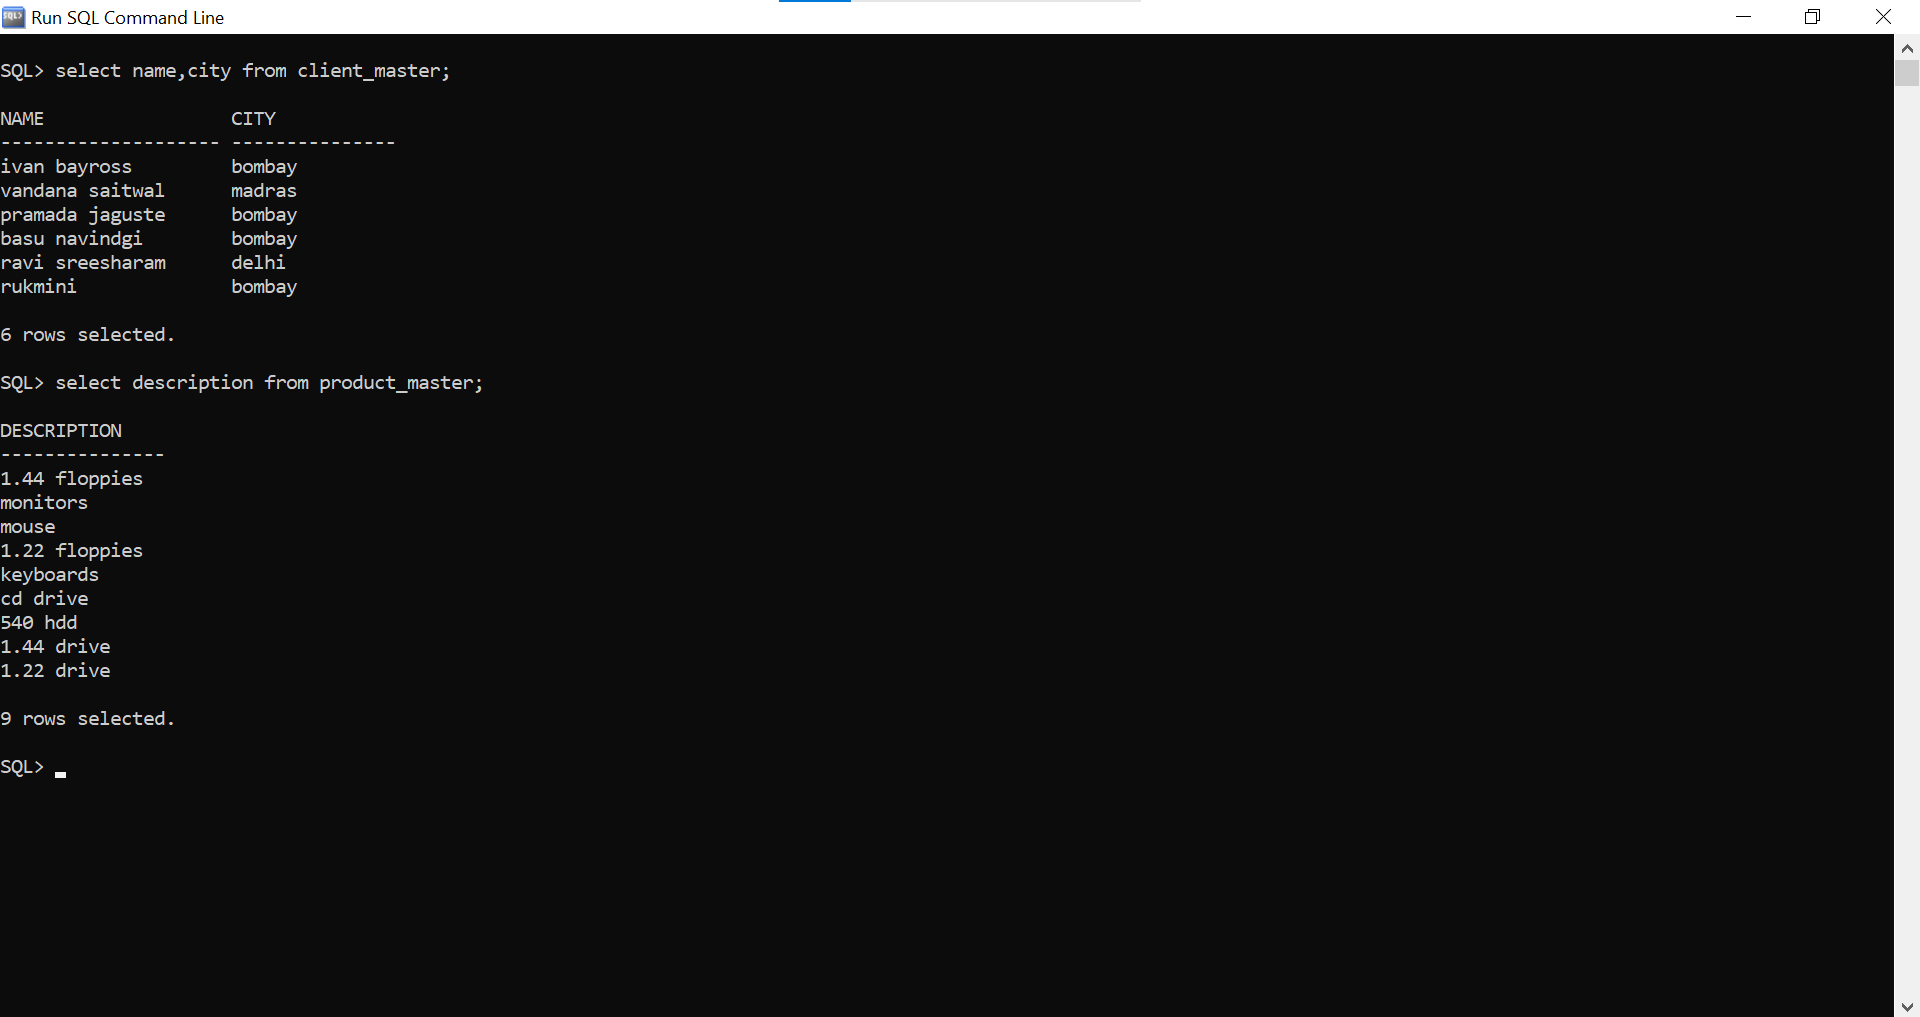 Run SQL Command Line
SQL> select name,city from client_master;
NAME                 CITY
-------------------- ---------------
ivan bayross         bombay
vandana saitwal      madras
pramada jaguste      bombay
basu navindgi        bombay
ravi sreesharam      delhi
rukmini              bombay
6 rows selected.
SQL> select description from product_master;
DESCRIPTION
---------------
1.44 floppies
monitors
mouse
1.22 floppies
keyboards
cd drive
540 hdd
1.44 drive
1.22 drive
9 rows selected.
SQL>